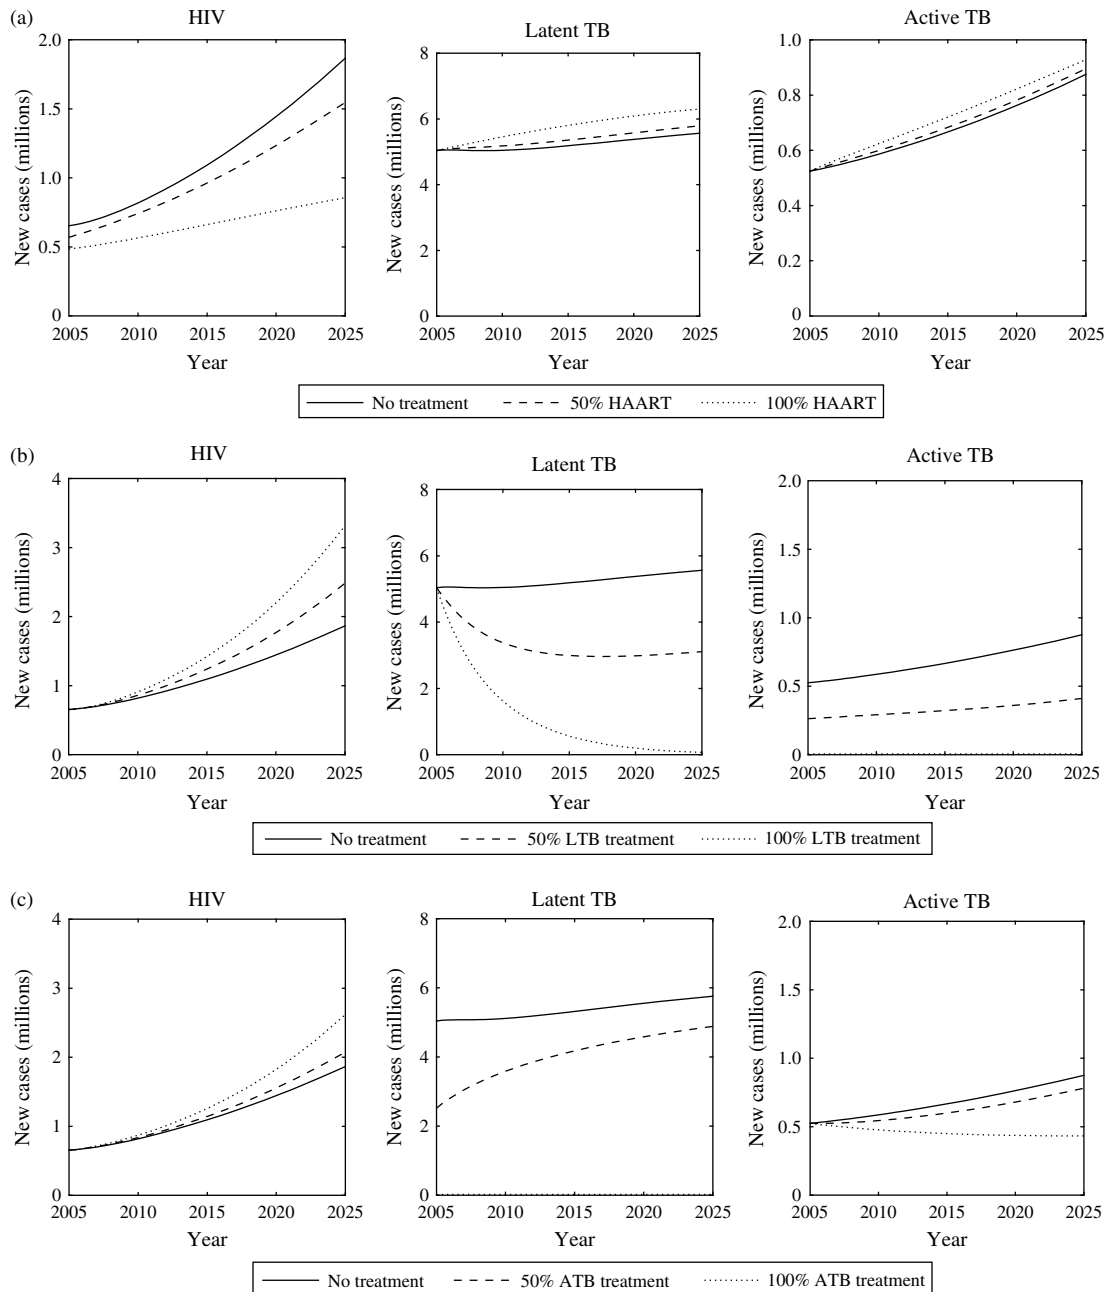 (a)
HIV
Latent TB
Active TB
New cases (millions)
2.0
1.5
1.0
0.5
0
2005 2010 2015 2020 2025
Year
New cases (millions)
8
6
4
2
0
2005 2010 2015 2020 2025
Year
New cases (millions)
1.0
0.8
0.6
0.4
0.2
0
2005 2010 2015 2020 2025
Year
No treatment 50% HAART 100% HAART
(b)
HIV
Latent TB
Active TB
New cases (millions)
4
3
2
1
0
2005 2010 2015 2020 2025
Year
New cases (millions)
8
6
4
2
0
2005 2010 2015 2020 2025
Year
New cases (millions)
2.0
1.5
1.0
0.5
0
2005 2010 2015 2020 2025
Year
No treatment 50% LTB treatment 100% LTB treatment
(c)
HIV
Latent TB
Active TB
New cases (millions)
4
3
2
1
0
2005 2010 2015 2020 2025
Year
New cases (millions)
8
6
4
2
0
2005 2010 2015 2020 2025
Year
New cases (millions)
2.0
1.5
1.0
0.5
0
2005 2010 2015 2020 2025
Year
No treatment 50% ATB treatment 100% ATB treatment